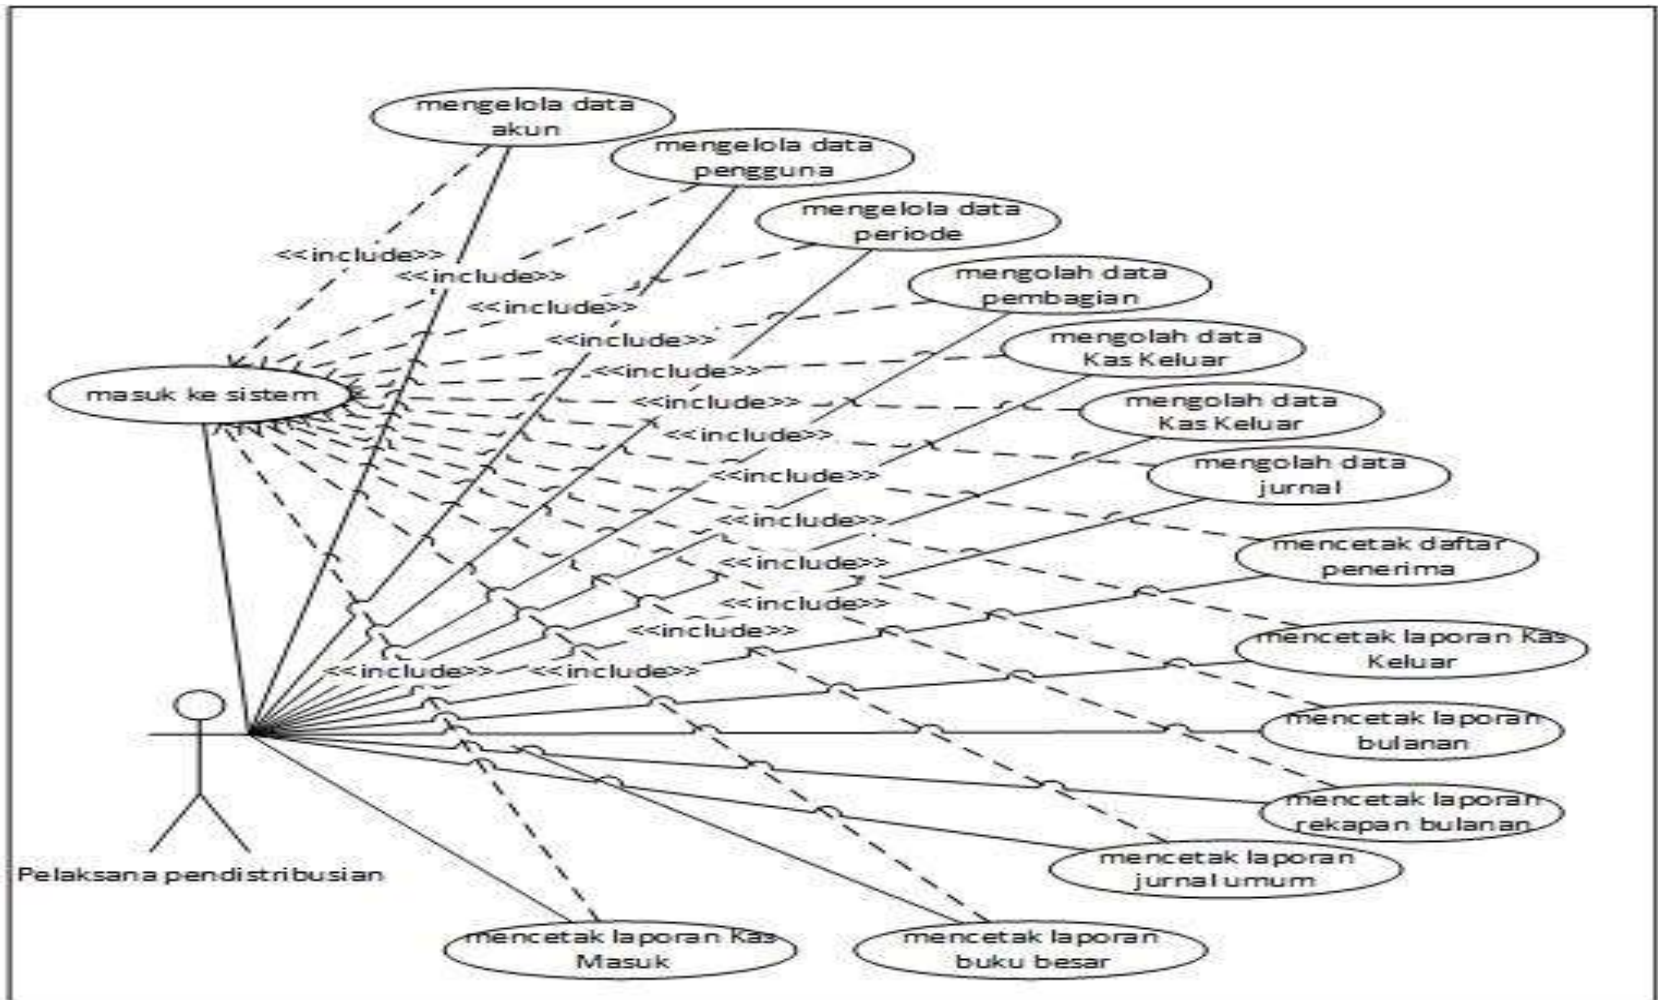 mengelola data
akun
mengelola data
pengguna
mengelola data
periode
mengolah data
pembagian
mengolah data
Kas Keluar
mengolah data
Kas Keluar
mengolah data
jurnal
mencetak daftar
penerima
mencetak laporan Kas
Keluar
mencetak laporan
bulanan
mencetak laporan
rekapan bulanan
mencetak laporan
jurnal umum
mencetak laporan
buku besar
mencetak laporan Kas
Masuk
masuk ke sistem
<<include>>
<<include>>
<<include>>
<<include>>
<<include>>
<<include>>
<<include>>
<<include>>
<<include>>
<<include>>
<<include>>
<<include>>
<<include>>
<<include>>
Pelaksana pendistribusian